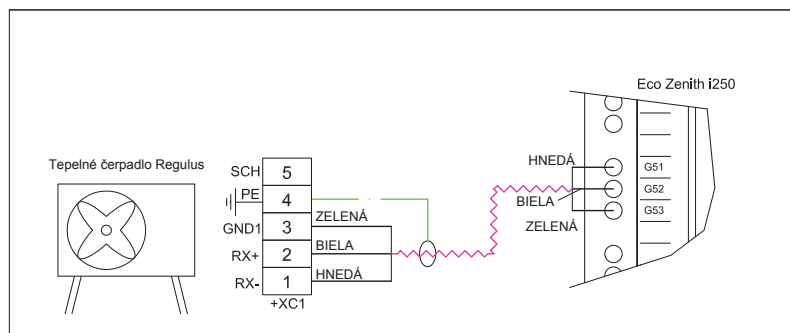 Eco Zenith i250
Tepelné čerpadlo Regulus
SCH 5
PE 4
GND1 3 ZELENÁ
RX+ 2 BIELA
RX- 1 HNEDÁ
+XC1
HNEDÁ G51
BIELA G52
ZELENÁ G53